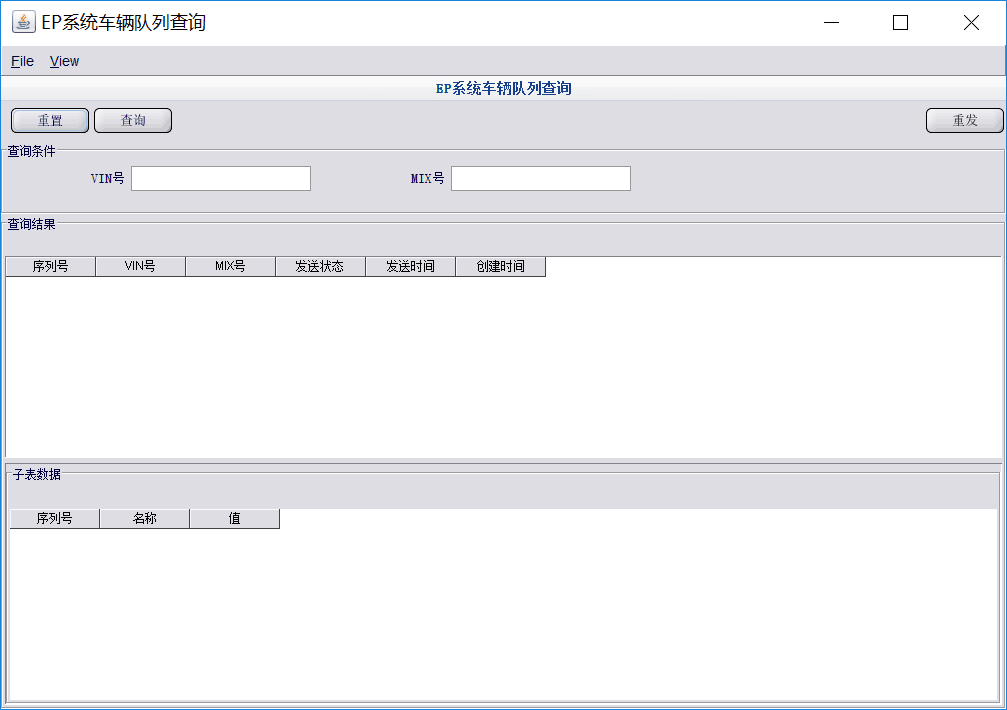 EP系统车辆队列查询
File View
EP系统车辆队列查询
重置 查询 重发
查询条件
VIN号 MIX号
查询结果
序列号 VIN号 MIX号 发送状态 发送时间 创建时间
子表数据
序列号 名称 值